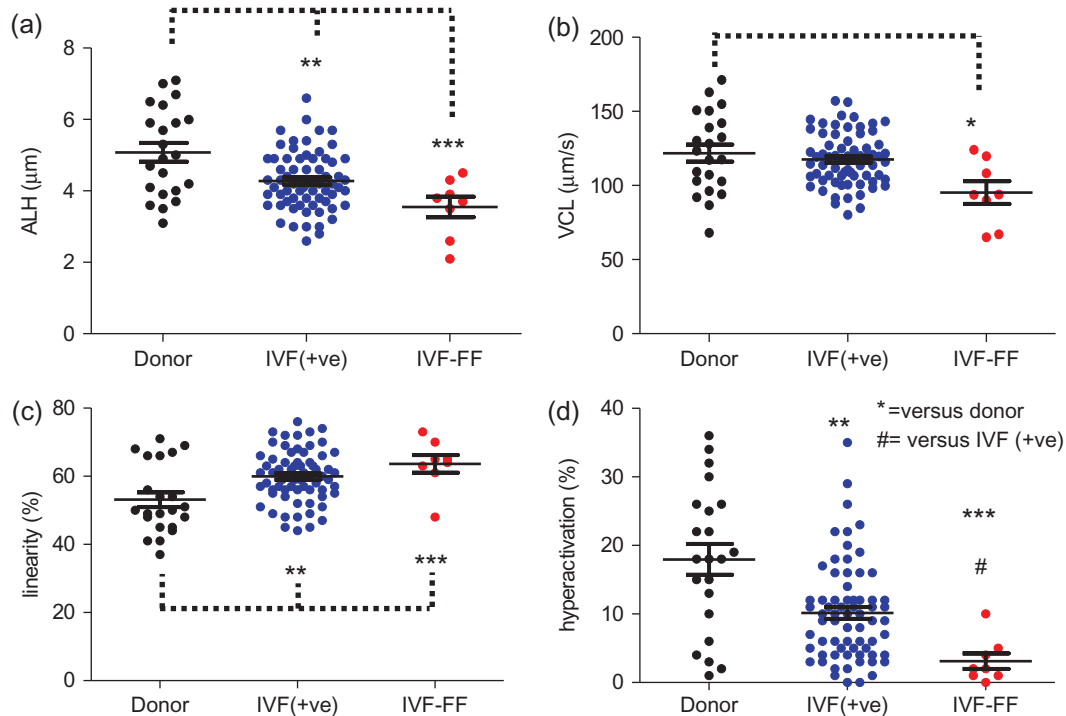 (a)
ALH (µm)
8
6
4
2
0
**
***
Donor
IVF(+ve)
IVF-FF
(b)
VCL (µm/s)
200
150
100
50
0
*
Donor
IVF(+ve)
IVF-FF
(c)
linearity (%)
80
60
40
20
0
**
***
Donor
IVF(+ve)
IVF-FF
(d)
hyperactivation (%)
40
30
20
10
0
**
*=versus donor
#= versus IVF (+ve)
***
#
Donor
IVF(+ve)
IVF-FF